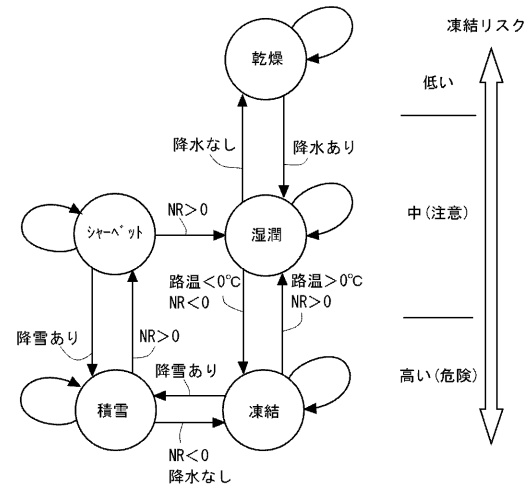 凍結リスク
乾燥
低い
降水なし
降水あり
NR>0
シャーベット
湿潤
中(注意)
路温<0℃
NR<0
路温>0℃
NR>0
降雪あり
NR>0
降雪あり
高い(危険)
積雪
凍結
NR<0
降水なし